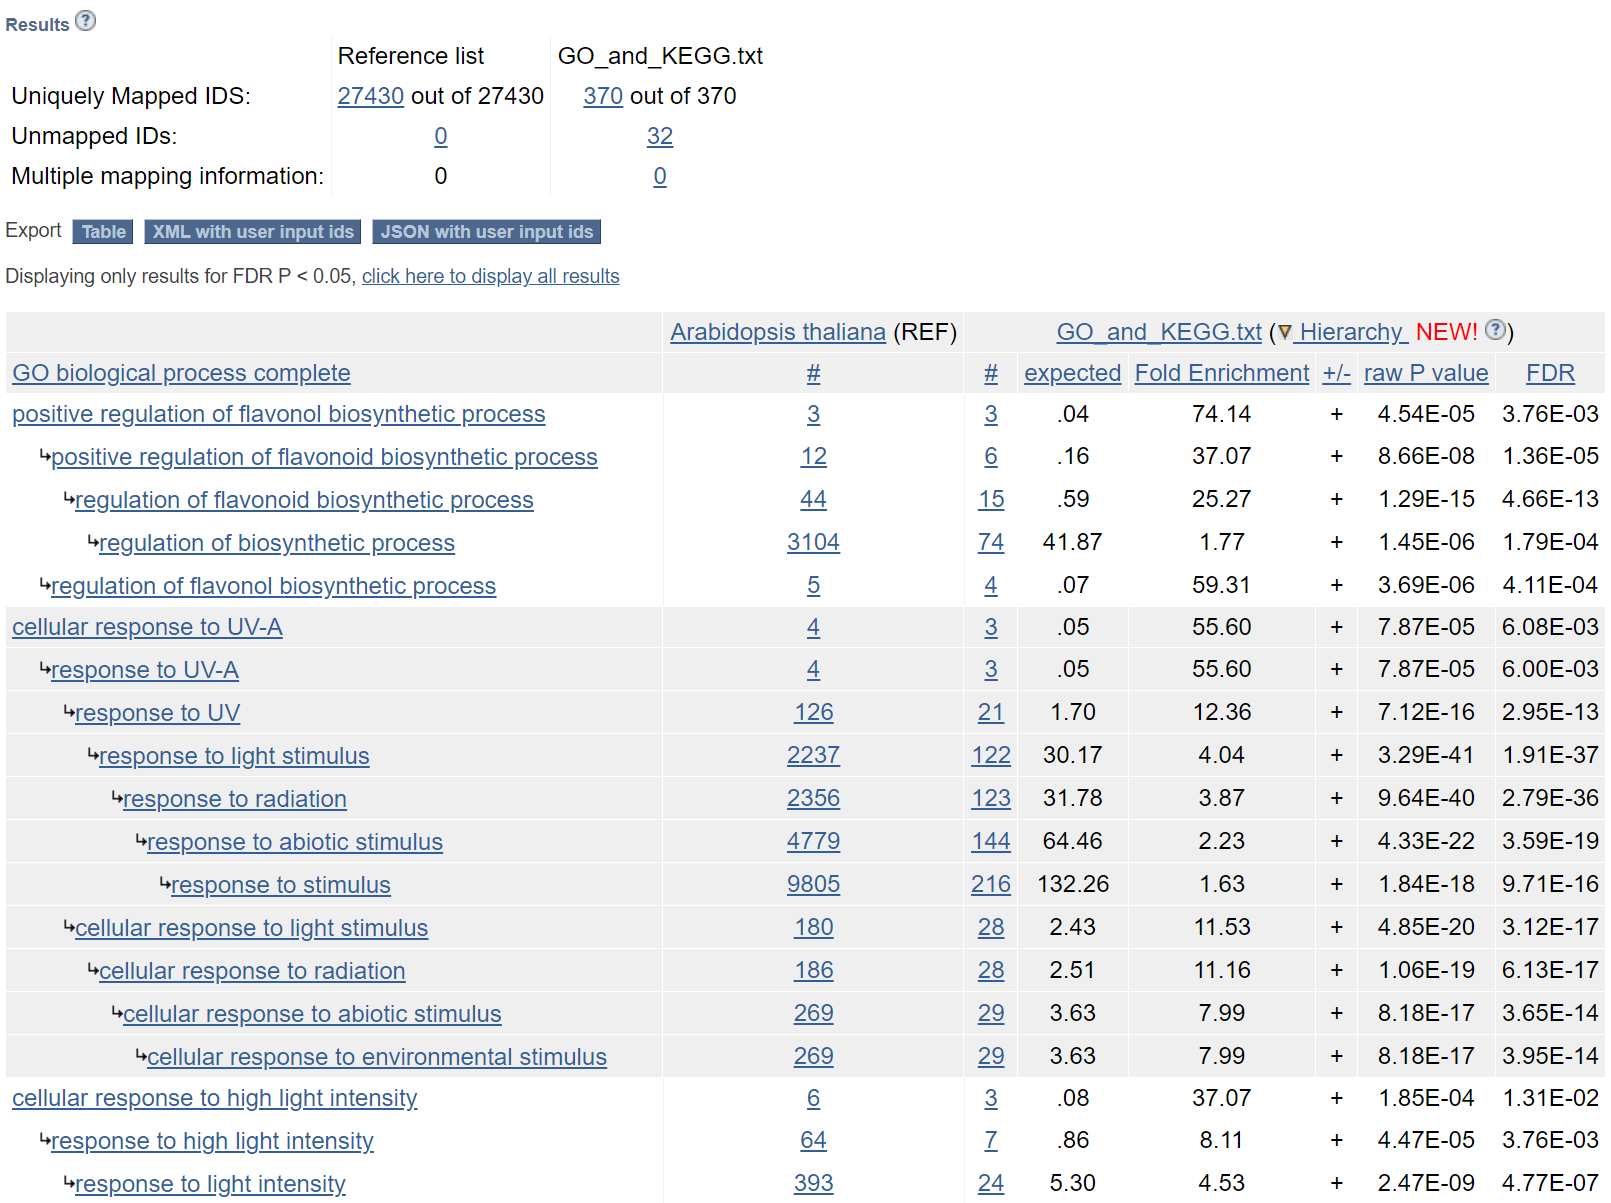 Results ?
Reference list GO_and_KEGG.txt
Uniquely Mapped IDS: 27430 out of 27430 370 out of 370
Unmapped IDs: 0 32
Multiple mapping information: 0 0
Export Table XML with user input ids JSON with user input ids
Displaying only results for FDR P < 0.05, click here to display all results
Arabidopsis thaliana (REF) GO_and_KEGG.txt (▼ Hierarchy NEW! ?)
GO biological process complete # # expected Fold Enrichment +/- raw P value FDR
positive regulation of flavonol biosynthetic process 3 3 .04 74.14 + 4.54E-05 3.76E-03
↳positive regulation of flavonoid biosynthetic process 12 6 .16 37.07 + 8.66E-08 1.36E-05
↳regulation of flavonoid biosynthetic process 44 15 .59 25.27 + 1.29E-15 4.66E-13
↳regulation of biosynthetic process 3104 74 41.87 1.77 + 1.45E-06 1.79E-04
↳regulation of flavonol biosynthetic process 5 4 .07 59.31 + 3.69E-06 4.11E-04
cellular response to UV-A 4 3 .05 55.60 + 7.87E-05 6.08E-03
↳response to UV-A 4 3 .05 55.60 + 7.87E-05 6.00E-03
↳response to UV 126 21 1.70 12.36 + 7.12E-16 2.95E-13
↳response to light stimulus 2237 122 30.17 4.04 + 3.29E-41 1.91E-37
↳response to radiation 2356 123 31.78 3.87 + 9.64E-40 2.79E-36
↳response to abiotic stimulus 4779 144 64.46 2.23 + 4.33E-22 3.59E-19
↳response to stimulus 9805 216 132.26 1.63 + 1.84E-18 9.71E-16
↳cellular response to light stimulus 180 28 2.43 11.53 + 4.85E-20 3.12E-17
↳cellular response to radiation 186 28 2.51 11.16 + 1.06E-19 6.13E-17
↳cellular response to abiotic stimulus 269 29 3.63 7.99 + 8.18E-17 3.65E-14
↳cellular response to environmental stimulus 269 29 3.63 7.99 + 8.18E-17 3.95E-14
cellular response to high light intensity 6 3 .08 37.07 + 1.85E-04 1.31E-02
↳response to high light intensity 64 7 .86 8.11 + 4.47E-05 3.76E-03
↳response to light intensity 393 24 5.30 4.53 + 2.47E-09 4.77E-07